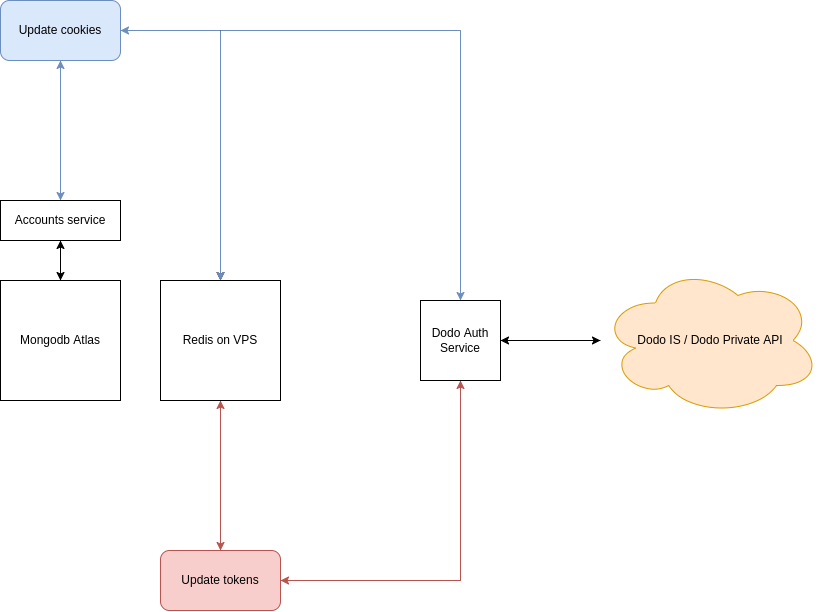 Update cookies
Accounts service
Mongodb Atlas
Redis on VPS
Dodo Auth
Service
Dodo IS / Dodo Private API
Update tokens